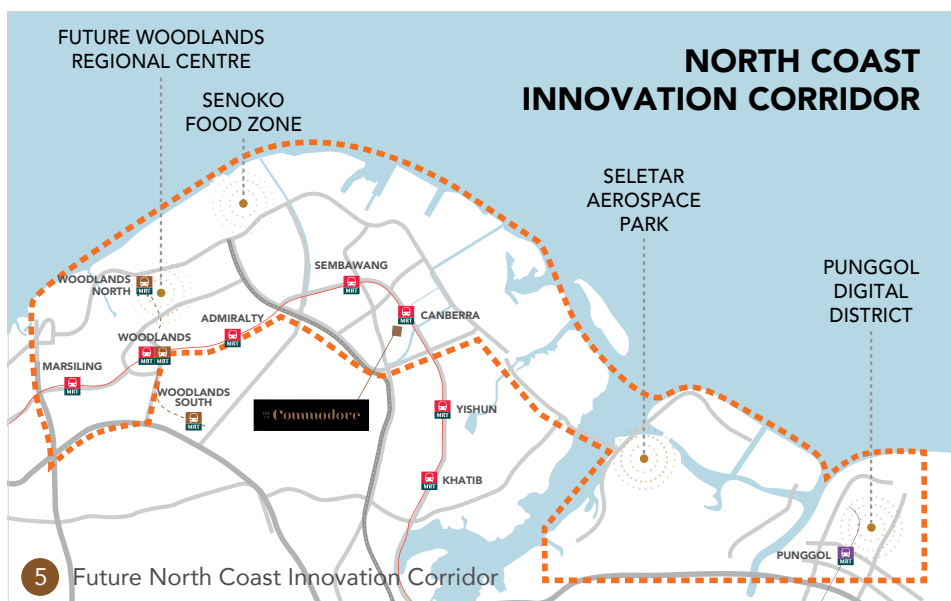 FUTURE WOODLANDS
REGIONAL CENTRE
SENOKO
FOOD ZONE
NORTH COAST
INNOVATION CORRIDOR
SELETAR
AEROSPACE
PARK
PUNGGOL
DIGITAL
DISTRICT
WOODLANDS
NORTH
MRT
SEMBAWANG
MRT
ADMIRALTY
MRT
CANBERRA
MRT
WOODLANDS
MRT
MRT
MARSILING
MRT
WOODLANDS
SOUTH
MRT
Commodore
YISHUN
MRT
KHATIB
MRT
PUNGGOL
MRT
5 Future North Coast Innovation Corridor